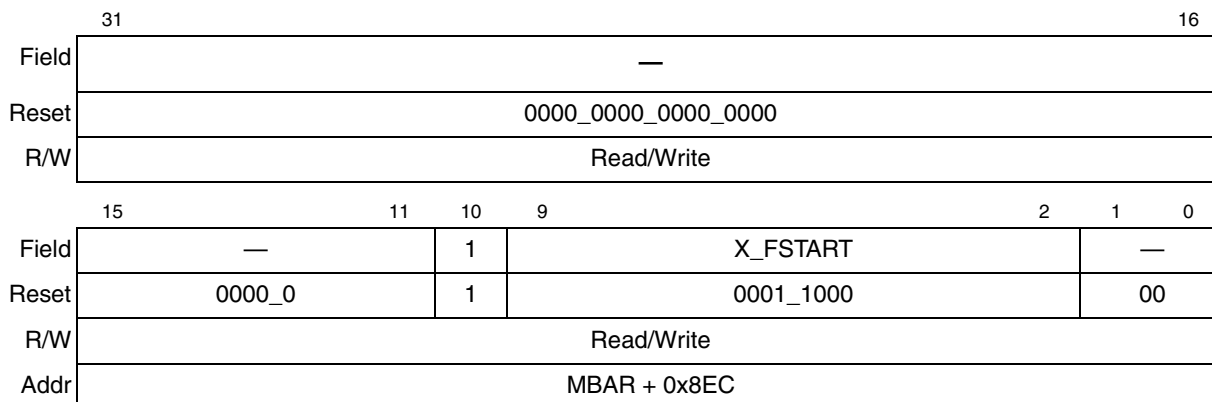 31 16
Field —
Reset 0000_0000_0000_0000
R/W Read/Write
15 11 10 9 2 1 0
Field — 1 X_FSTART —
Reset 0000_0 1 0001_1000 00
R/W Read/Write
Addr MBAR + 0x8EC